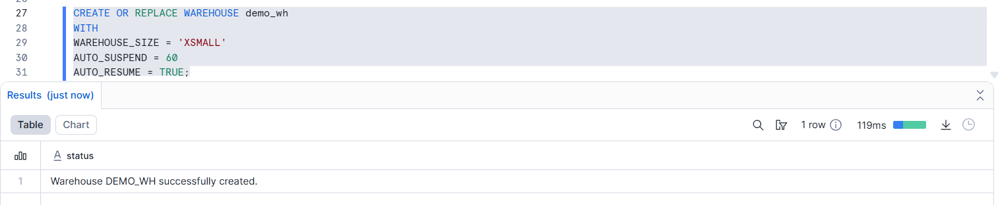 27 CREATE OR REPLACE WAREHOUSE demo_wh
28 WITH
29 WAREHOUSE_SIZE = 'XSMALL'
30 AUTO_SUSPEND = 60
31 AUTO_RESUME = TRUE;
Results (just now)
Table Chart 1 row 119ms
A status
1 Warehouse DEMO_WH successfully created.